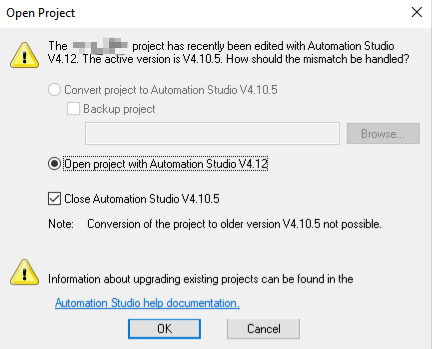 Open Project
The project has recently been edited with Automation Studio
V4.12. The active version is V4.10.5. How should the mismatch be handled?
Convert project to Automation Studio V4.10.5
Backup project
Browse...
Open project with Automation Studio V4.12
Close Automation Studio V4.10.5
Note: Conversion of the project to older version V4.10.5 not possible.
Information about upgrading existing projects can be found in the
Automation Studio help documentation.
OK Cancel